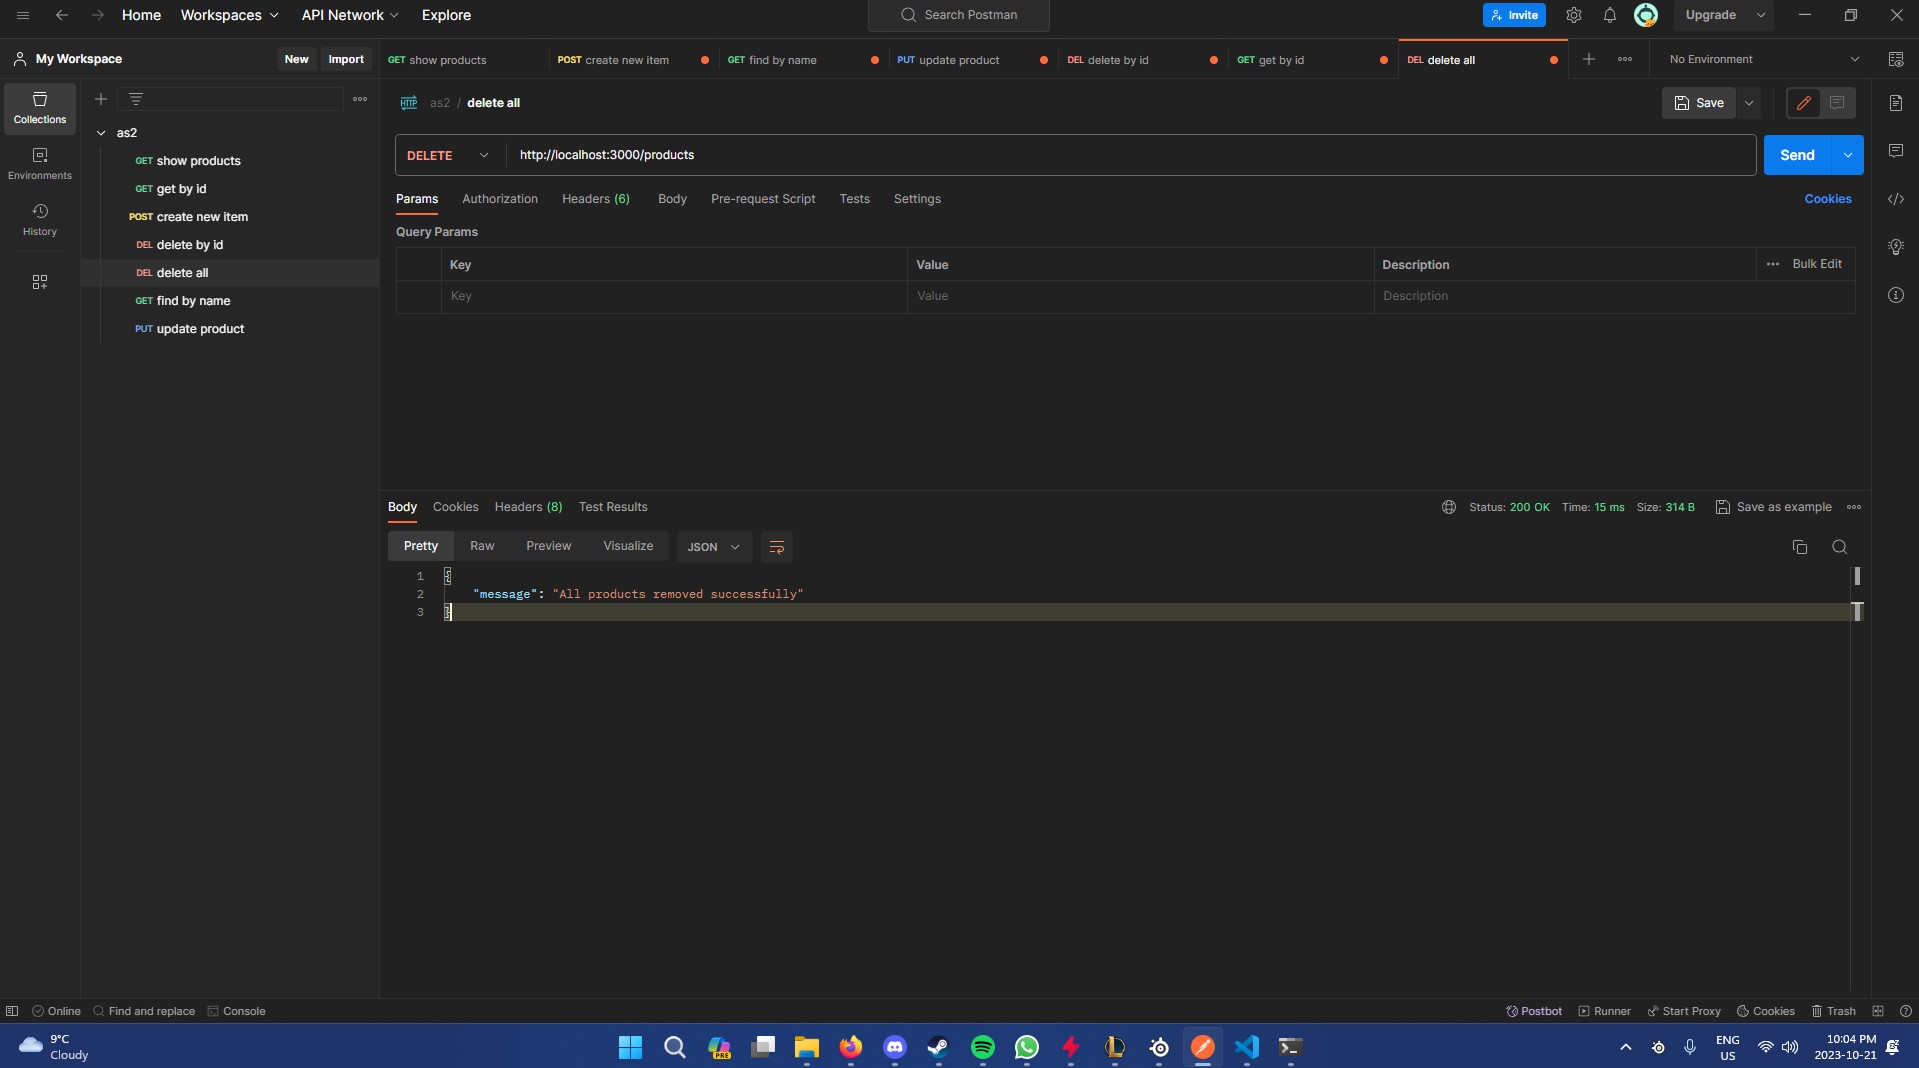 Home Workspaces API Network Explore Search Postman Invite Upgrade
My Workspace New Import GET show products POST create new item GET find by name PUT update product DEL delete by id GET get by id DEL delete all No Environment
Collections
Environments
History
as2
GET show products
GET get by id
POST create new item
DEL delete by id
DEL delete all
GET find by name
PUT update product
HTTP as2 / delete all Save
DELETE http://localhost:3000/products Send
Params Authorization Headers (6) Body Pre-request Script Tests Settings Cookies
Query Params
Key Value Description Bulk Edit
Key Value Description
Body Cookies Headers (8) Test Results Status: 200 OK Time: 15 ms Size: 314 B Save as example
Pretty Raw Preview Visualize JSON
1 {
2 "message": "All products removed successfully"
3 }
Online Find and replace Console Postbot Runner Start Proxy Cookies Trash
9°C
Cloudy
PRE
ENG
US
10:04 PM
2023-10-21